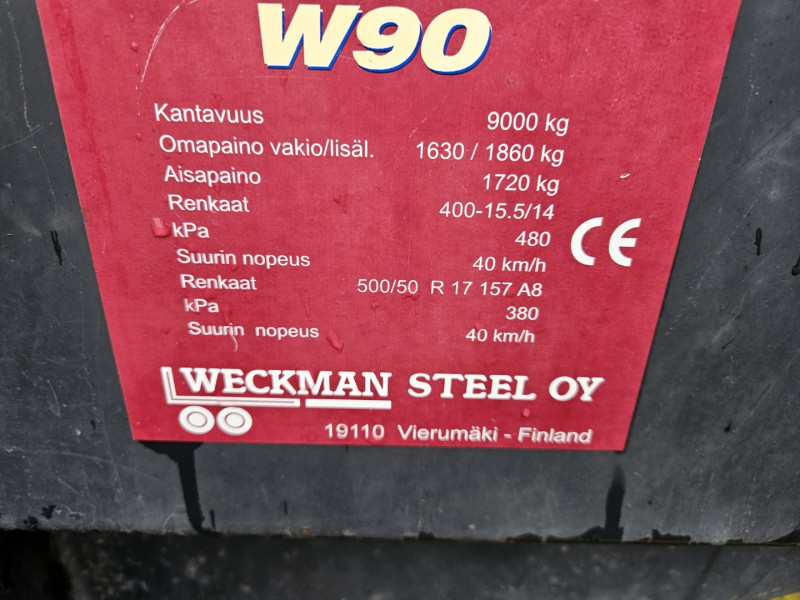 W90
Kantavuus 9000 kg
Omapaino vakio/lisäl. 1630 / 1860 kg
Aisapaino 1720 kg
Renkaat 400-15.5/14
kPa 480
CE
Suurin nopeus 40 km/h
Renkaat 500/50 R 17 157 A8
kPa 380
Suurin nopeus 40 km/h
WECKMAN STEEL OY
19110 Vierumäki - Finland